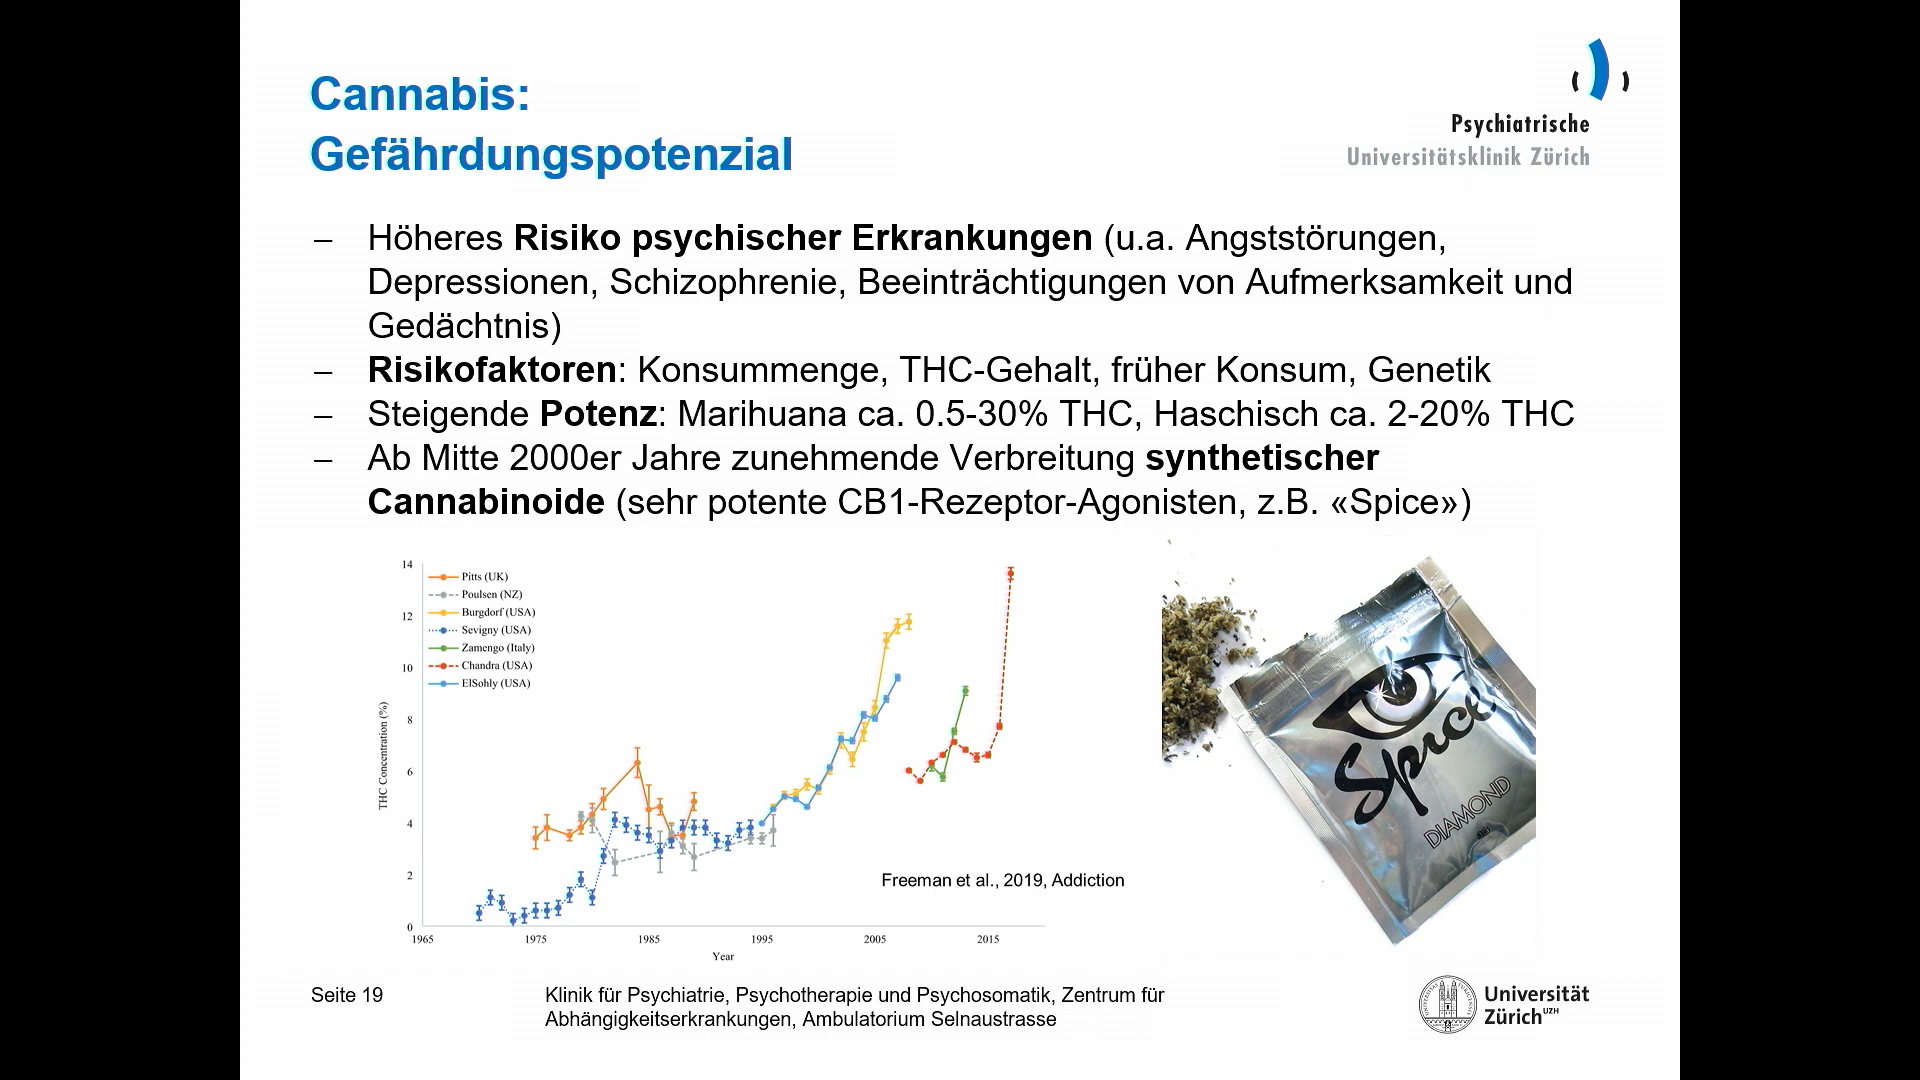 Cannabis:
Gefährdungspotenzial
Psychiatrische
Universitätsklinik Zürich
– Höheres Risiko psychischer Erkrankungen (u.a. Angststörungen,
Depressionen, Schizophrenie, Beeinträchtigungen von Aufmerksamkeit und
Gedächtnis)
– Risikofaktoren: Konsummenge, THC-Gehalt, früher Konsum, Genetik
– Steigende Potenz: Marihuana ca. 0.5-30% THC, Haschisch ca. 2-20% THC
– Ab Mitte 2000er Jahre zunehmende Verbreitung synthetischer
Cannabinoide (sehr potente CB1-Rezeptor-Agonisten, z.B. «Spice»)
THC Concentration (%)
14
12
10
8
6
4
2
0
Pitts (UK)
Poulsen (NZ)
Burgdorf (USA)
Sevigny (USA)
Zamengo (Italy)
Chandra (USA)
ElSohly (USA)
Freeman et al., 2019, Addiction
1965 1975 1985 1995 2005 2015
Year
Spice
DIAMOND
Seite 19
Klinik für Psychiatrie, Psychotherapie und Psychosomatik, Zentrum für
Abhängigkeitserkrankungen, Ambulatorium Selnaustrasse
Universität
Zürich UZH